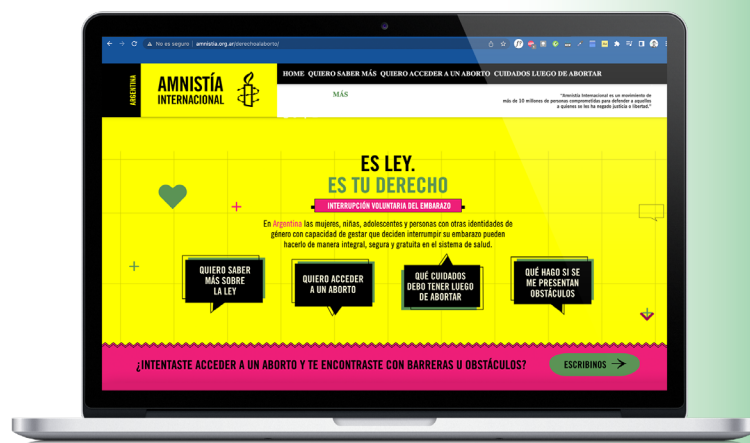 No es seguro | amnistia.org.ar/derechoalaborto/
ARGENTINA
AMNISTÍA
INTERNACIONAL
HOME QUIERO SABER MÁS QUIERO ACCEDER A UN ABORTO CUIDADOS LUEGO DE ABORTAR
MÁS
"Amnistía Internacional es un movimiento de
más de 10 millones de personas comprometidas para defender a aquellos
a quienes se les ha negado justicia o libertad."
ES LEY.
ES TU DERECHO
INTERRUPCIÓN VOLUNTARIA DEL EMBARAZO
En Argentina las mujeres, niñas, adolescentes y personas con otras identidades de
género con capacidad de gestar que deciden interrumpir su embarazo pueden
hacerlo de manera integral, segura y gratuita en el sistema de salud.
QUIERO SABER
MÁS SOBRE
LA LEY
QUIERO ACCEDER
A UN ABORTO
QUÉ CUIDADOS
DEBO TENER LUEGO
DE ABORTAR
QUÉ HAGO SI SE
ME PRESENTAN
OBSTÁCULOS
¿INTENTASTE ACCEDER A UN ABORTO Y TE ENCONTRASTE CON BARRERAS U OBSTÁCULOS?
ESCRIBINOS